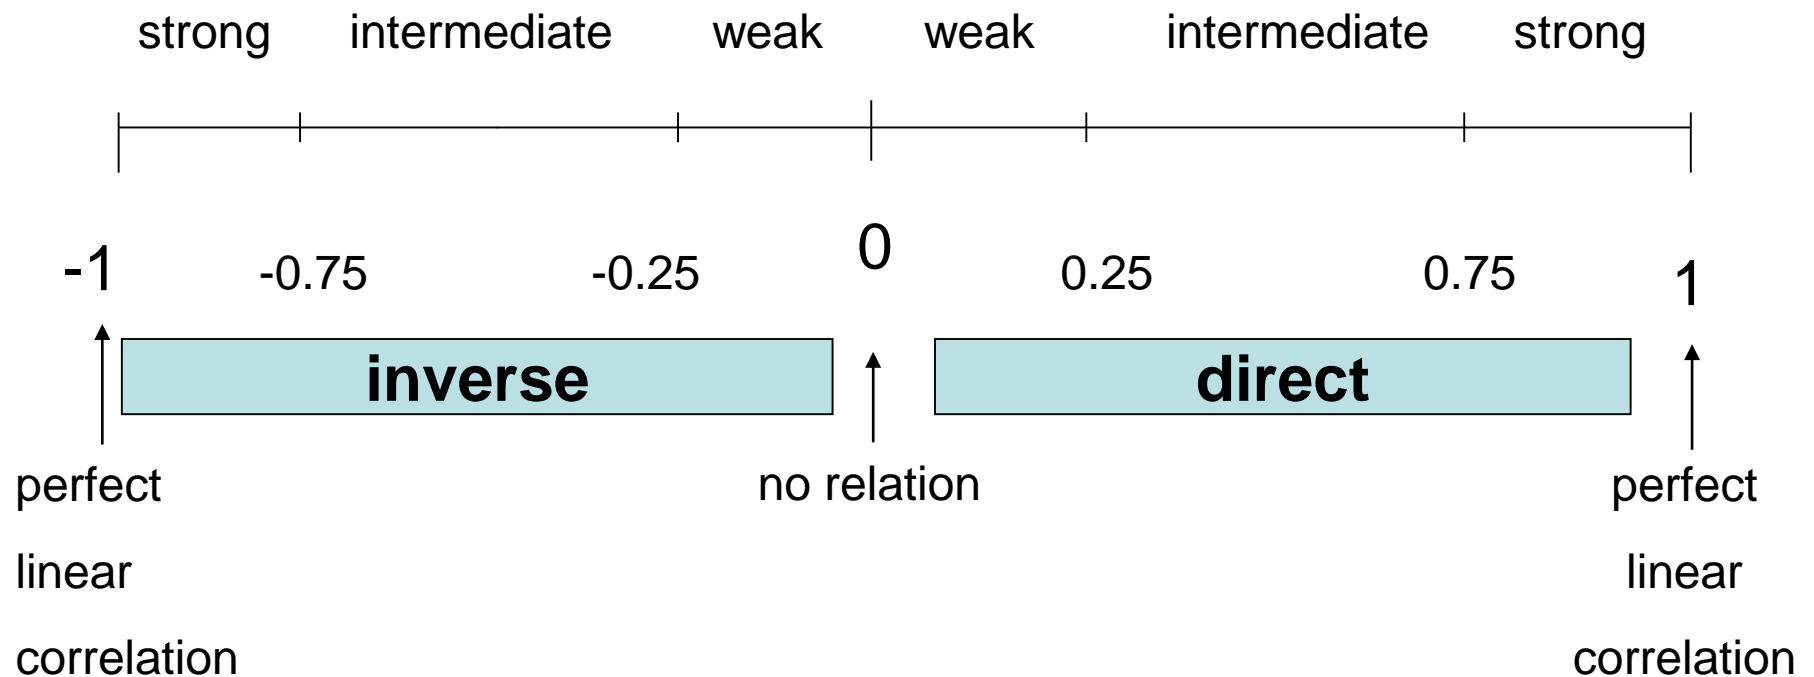 strong intermediate weak weak intermediate strong
-1 -0.75 -0.25 0 0.25 0.75 1
inverse direct
perfect no relation perfect
linear linear
correlation correlation